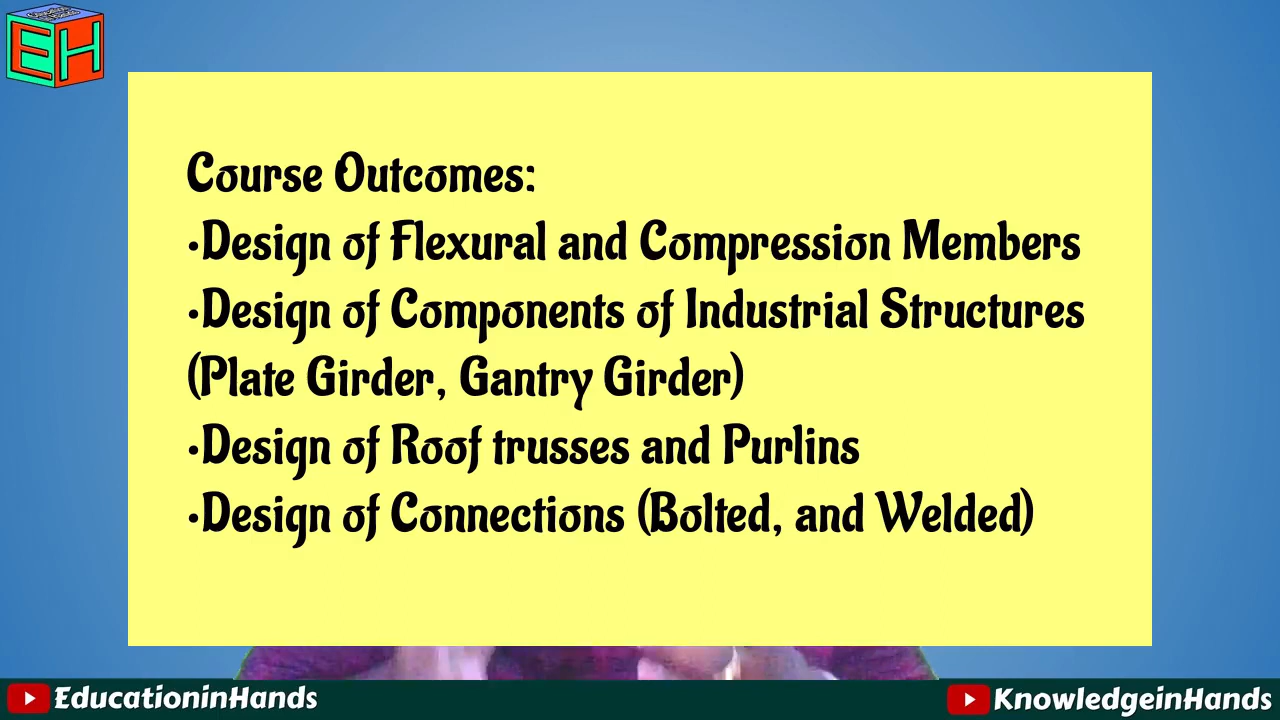 EH
Course Outcomes:
•Design of Flexural and Compression Members
•Design of Components of Industrial Structures
(Plate Girder, Gantry Girder)
•Design of Roof trusses and Purlins
•Design of Connections (Bolted, and Welded)
EducationinHands
KnowledgeinHands